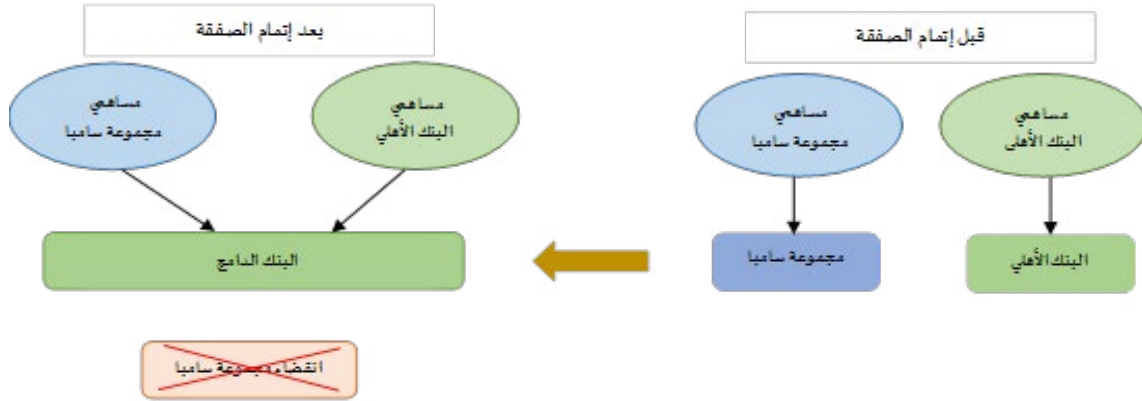 قبل إتمام الصفقة
مساهمي
البنك الأهلي
مساهمي
مجموعة سامبا
البنك الأهلي
مجموعة سامبا
بعد إتمام الصفقة
مساهمي
البنك الأهلي
مساهمي
مجموعة سامبا
البنك الدامج
انقضاء مجموعة سامبا